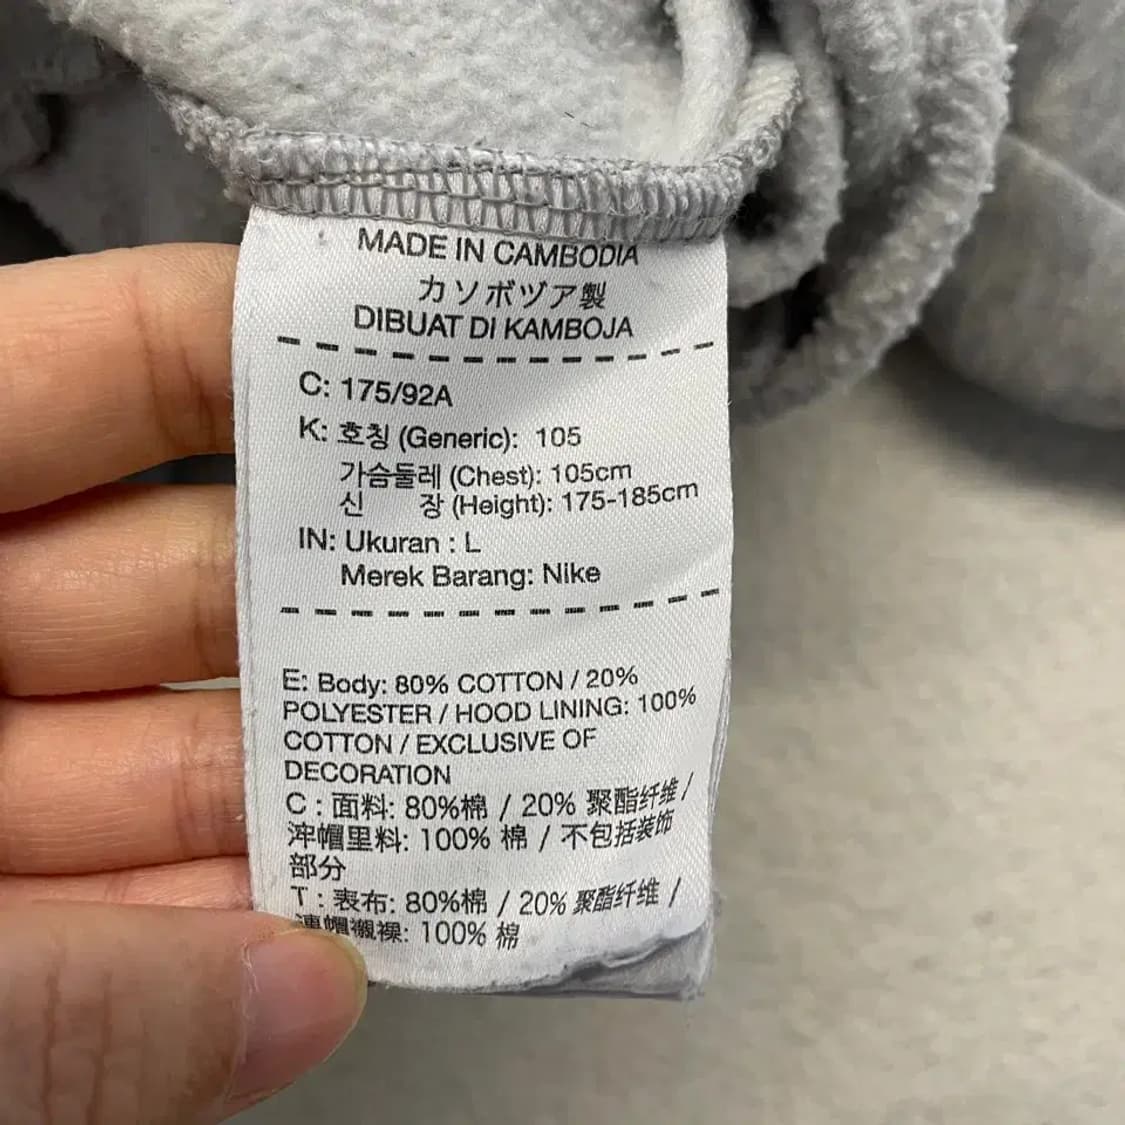 MADE IN CAMBODIA
カソボヅア製
DIBUAT DI KAMBOJA
C: 175/92A
K: 호칭 (Generic): 105
가슴둘레 (Chest): 105cm
신 장 (Height): 175-185cm
IN: Ukuran : L
Merek Barang: Nike
E: Body: 80% COTTON / 20%
POLYESTER / HOOD LINING: 100%
COTTON / EXCLUSIVE OF
DECORATION
C : 面料: 80%棉 / 20% 聚酯纤维 /
帽里料: 100% 棉 / 不包括装饰
部分
T : 表布: 80%棉 / 20% 聚酯纤维 /
連帽襯裸: 100% 棉